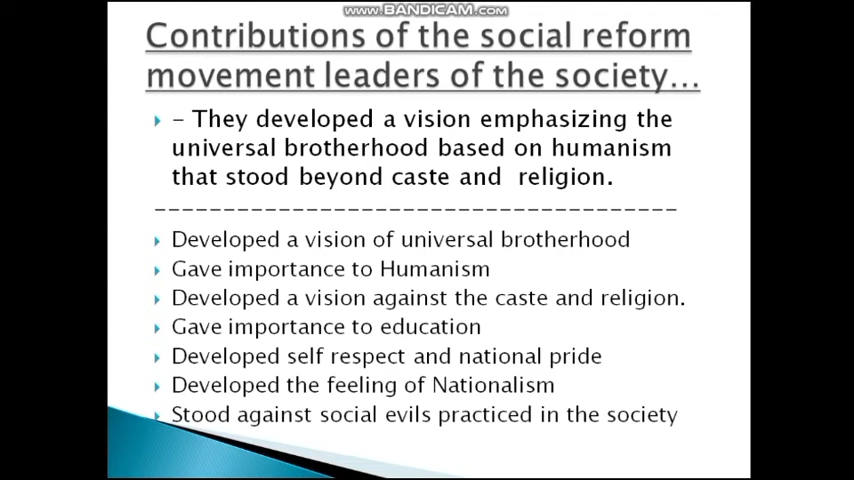 www.BANDICAM.com
Contributions of the social reform
movement leaders of the society...
- They developed a vision emphasizing the
universal brotherhood based on humanism
that stood beyond caste and religion.
--------------------------------------
Developed a vision of universal brotherhood
Gave importance to Humanism
Developed a vision against the caste and religion.
Gave importance to education
Developed self respect and national pride
Developed the feeling of Nationalism
Stood against social evils practiced in the society